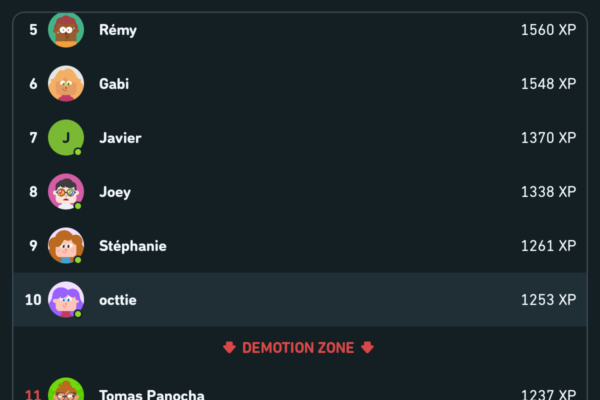 5 Rémy 1560 XP
6 Gabi 1548 XP
7 J Javier 1370 XP
8 Joey 1338 XP
9 Stéphanie 1261 XP
10 octtie 1253 XP
DEMOTION ZONE
11 Tomas Panocha 1237 XP